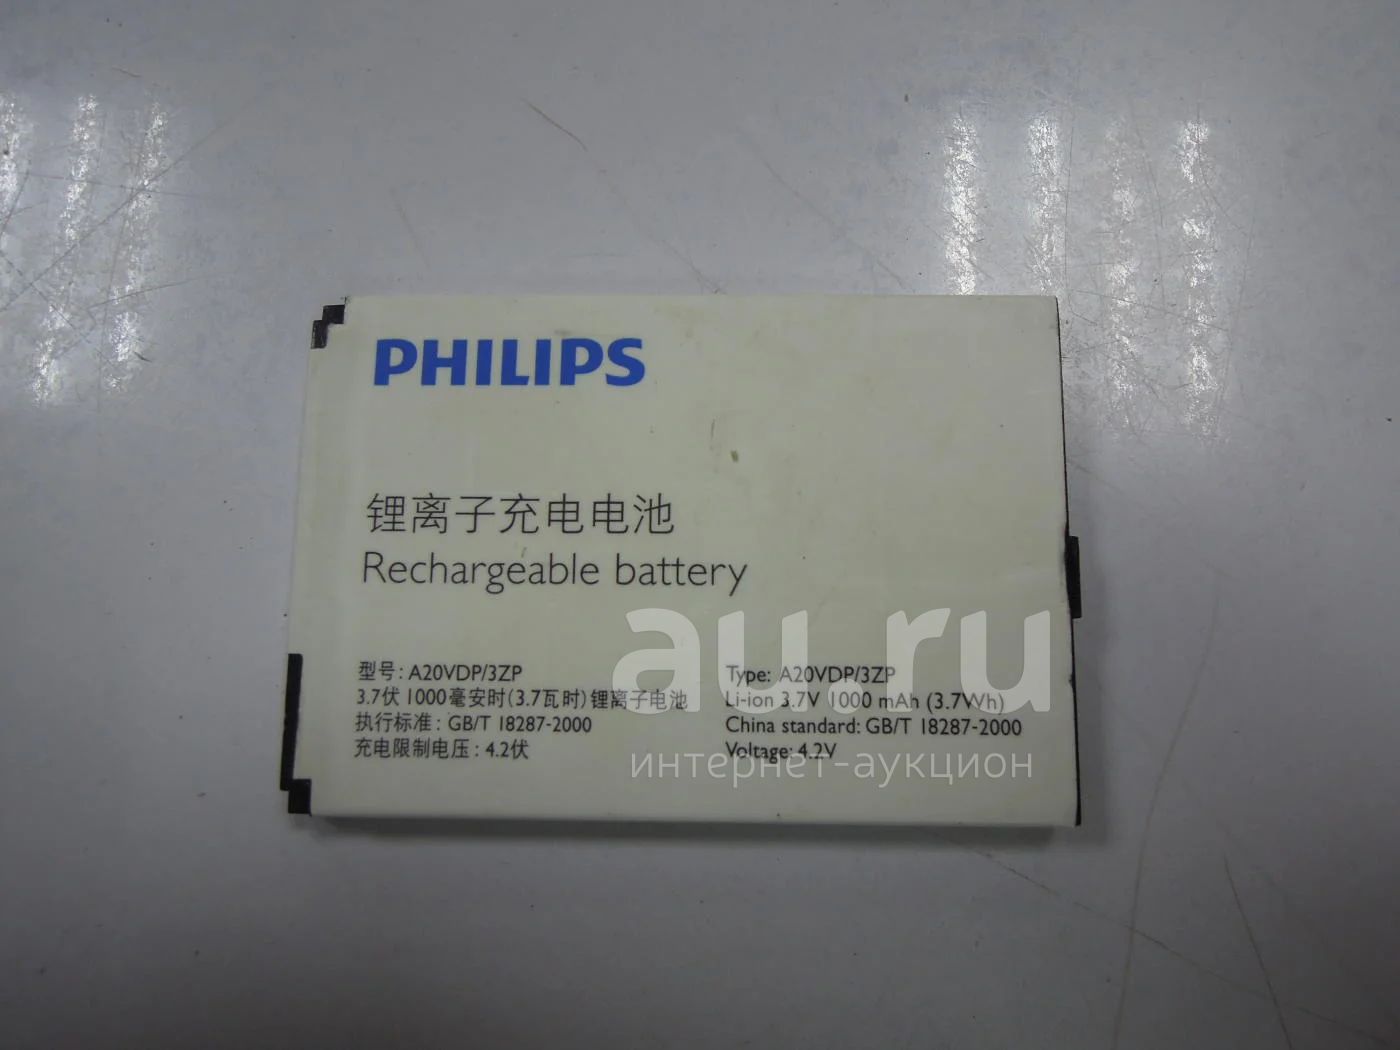 PHILIPS
锂离子充电电池
Rechargeable battery
型号: A20VDP/3ZP
3.7伏 1000毫安时(3.7瓦时)锂离子电池
执行标准: GB/T 18287-2000
充电限制电压: 4.2伏
Type: A20VDP/3ZP
Li-ion 3.7V 1000 mAh (3.7Wh)
China standard: GB/T 18287-2000
Voltage: 4.2V
au.ru
интернет-аукцион